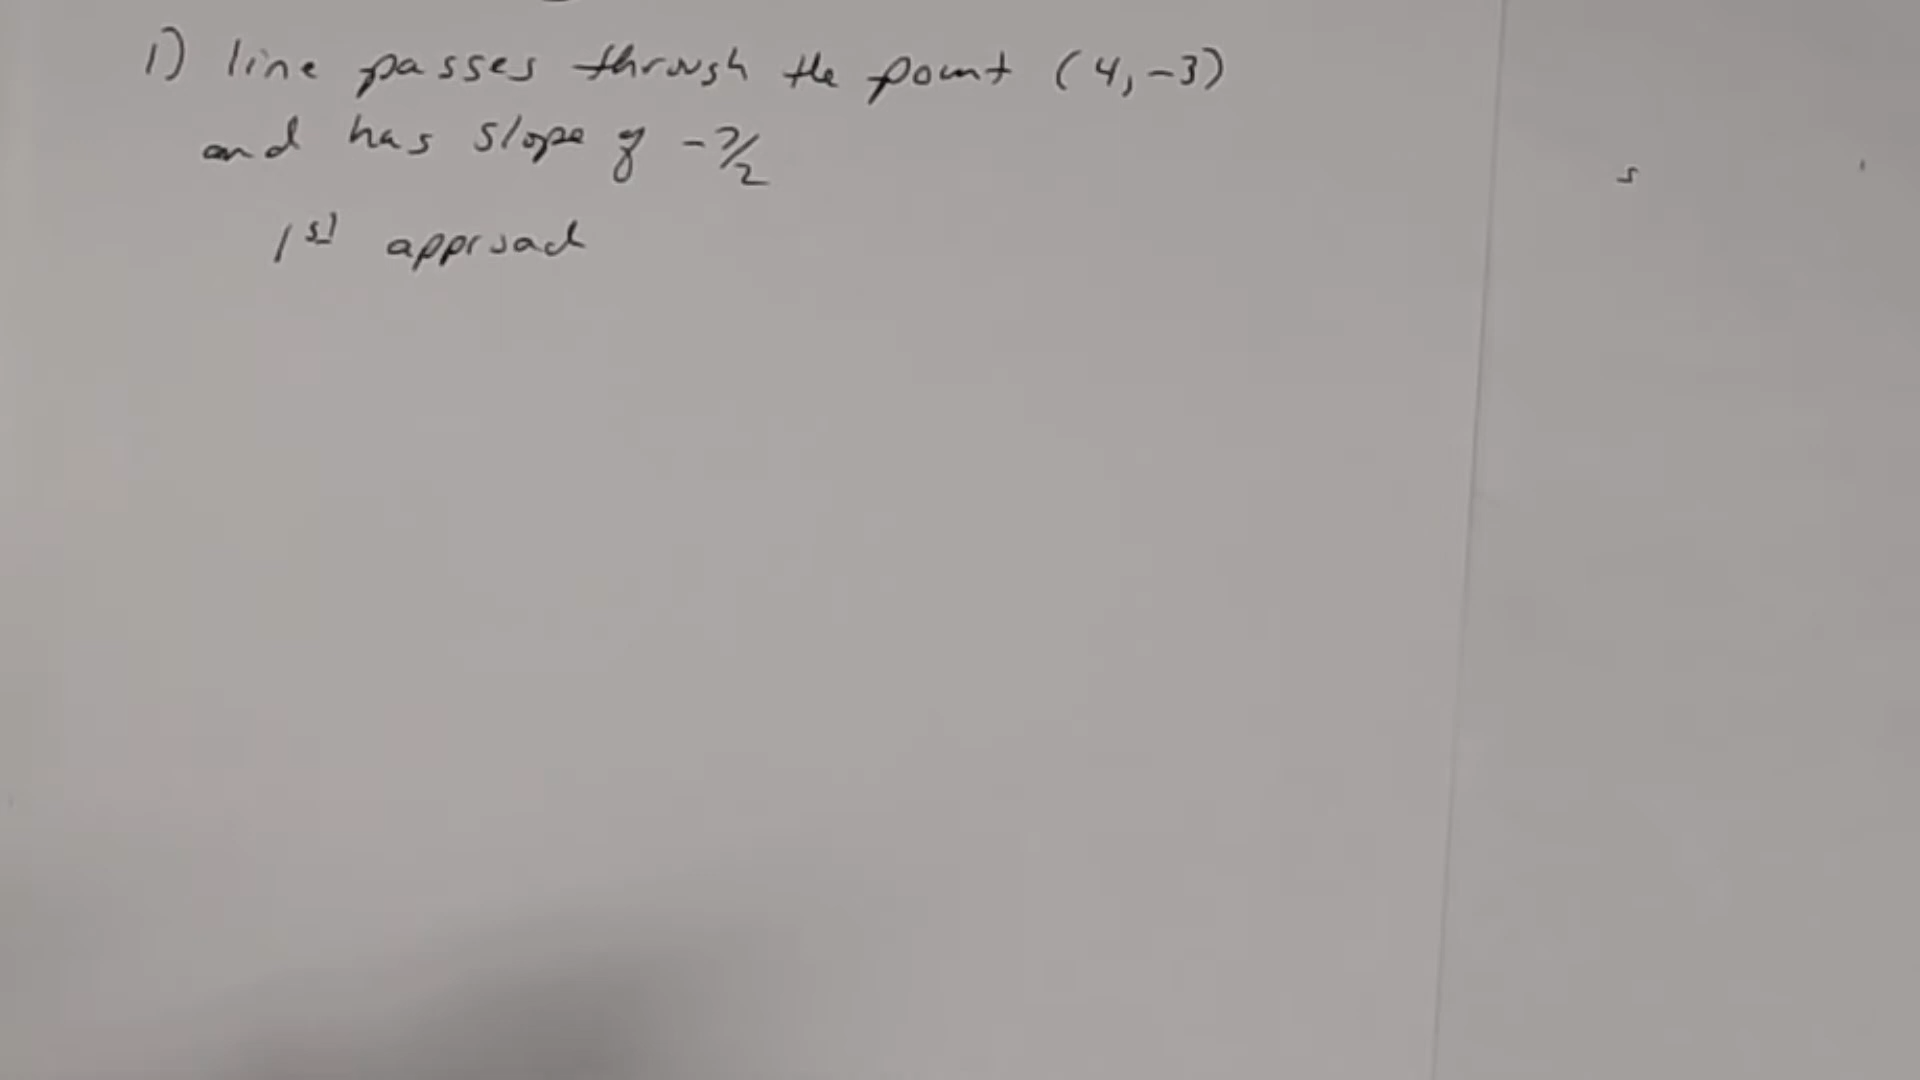 1) line passes through the point (4, -3)
and has slope of -7/2
1st approach
s